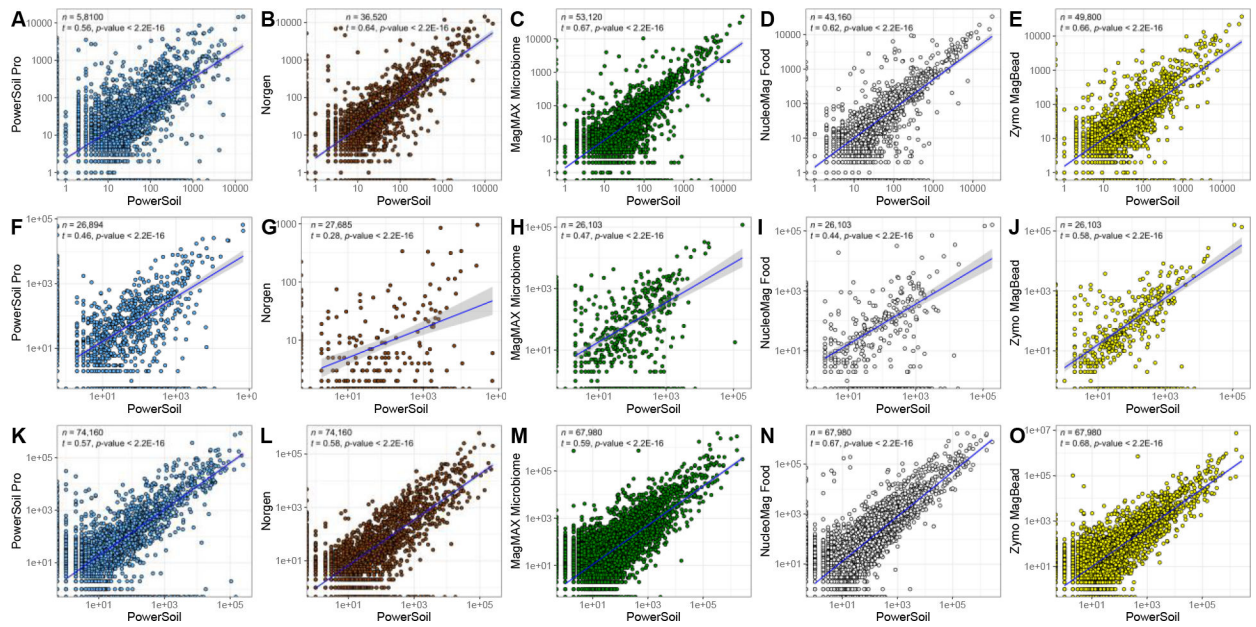 A
n = 5,8100
t = 0.56, p-value < 2.2E-16
PowerSoil Pro
10000
1000
100
10
1
1 10 100 1000 10000
PowerSoil
B
n = 36,520
t = 0.64, p-value < 2.2E-16
Norgen
10000
1000
100
10
1
1 10 100 1000 10000
PowerSoil
C
n = 53,120
t = 0.67, p-value < 2.2E-16
MagMAX Microbiome
10000
1000
100
10
1
1 10 100 1000 10000
PowerSoil
D
n = 43,160
t = 0.62, p-value < 2.2E-16
NucleoMag Food
10000
1000
100
10
1
1 10 100 1000 10000
PowerSoil
E
n = 49,800
t = 0.66, p-value < 2.2E-16
Zymo MagBead
10000
1000
100
10
1
1 10 100 1000 10000
PowerSoil
F
n = 26,894
t = 0.46, p-value < 2.2E-16
PowerSoil Pro
1e+05
1e+03
1e+01
1e+01 1e+03 1e+0
PowerSoil
G
n = 27,685
t = 0.28, p-value < 2.2E-16
Norgen
1000
100
10
1e+01 1e+03 1e+0
PowerSoil
H
n = 26,103
t = 0.47, p-value < 2.2E-16
MagMAX Microbiome
1e+05
1e+03
1e+01
1e+01 1e+03 1e+05
PowerSoil
I
n = 26,103
t = 0.44, p-value < 2.2E-16
NucleoMag Food
1e+05
1e+03
1e+01
1e+01 1e+03 1e+05
PowerSoil
J
n = 26,103
t = 0.58, p-value < 2.2E-16
Zymo MagBead
1e+05
1e+03
1e+01
1e+01 1e+03 1e+05
PowerSoil
K
n = 74,160
t = 0.57, p-value < 2.2E-16
PowerSoil Pro
1e+05
1e+03
1e+01
1e+01 1e+03 1e+05
PowerSoil
L
n = 74,160
t = 0.58, p-value < 2.2E-16
Norgen
1e+05
1e+03
1e+01
1e+01 1e+03 1e+05
PowerSoil
M
n = 67,980
t = 0.59, p-value < 2.2E-16
MagMAX Microbiome
1e+05
1e+03
1e+01
1e+01 1e+03 1e+05
PowerSoil
N
n = 67,980
t = 0.67, p-value < 2.2E-16
NucleoMag Food
1e+05
1e+03
1e+01
1e+01 1e+03 1e+05
PowerSoil
O
n = 67,980
t = 0.68, p-value < 2.2E-16
Zymo MagBead
1e+07
1e+05
1e+03
1e+01
1e+01 1e+03 1e+05
PowerSoil